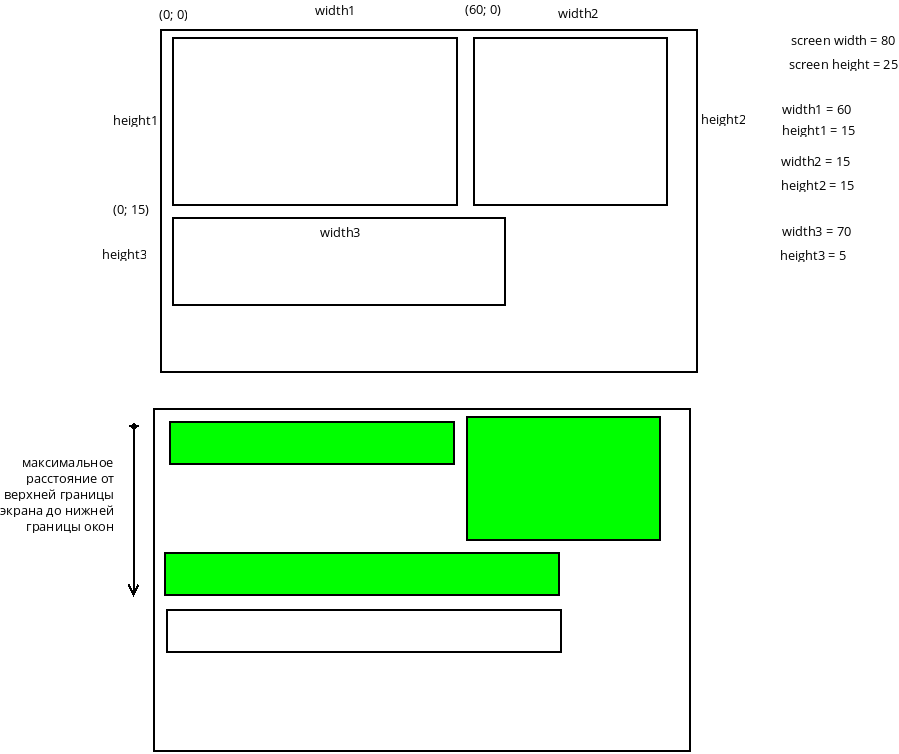 (0; 0)
width1
(60; 0)
width2
screen width = 80
screen height = 25
height1
height2
width1 = 60
height1 = 15
width2 = 15
height2 = 15
(0; 15)
width3
height3
width3 = 70
height3 = 5
максимальное
расстояние от
верхней границы
экрана до нижней
границы окон